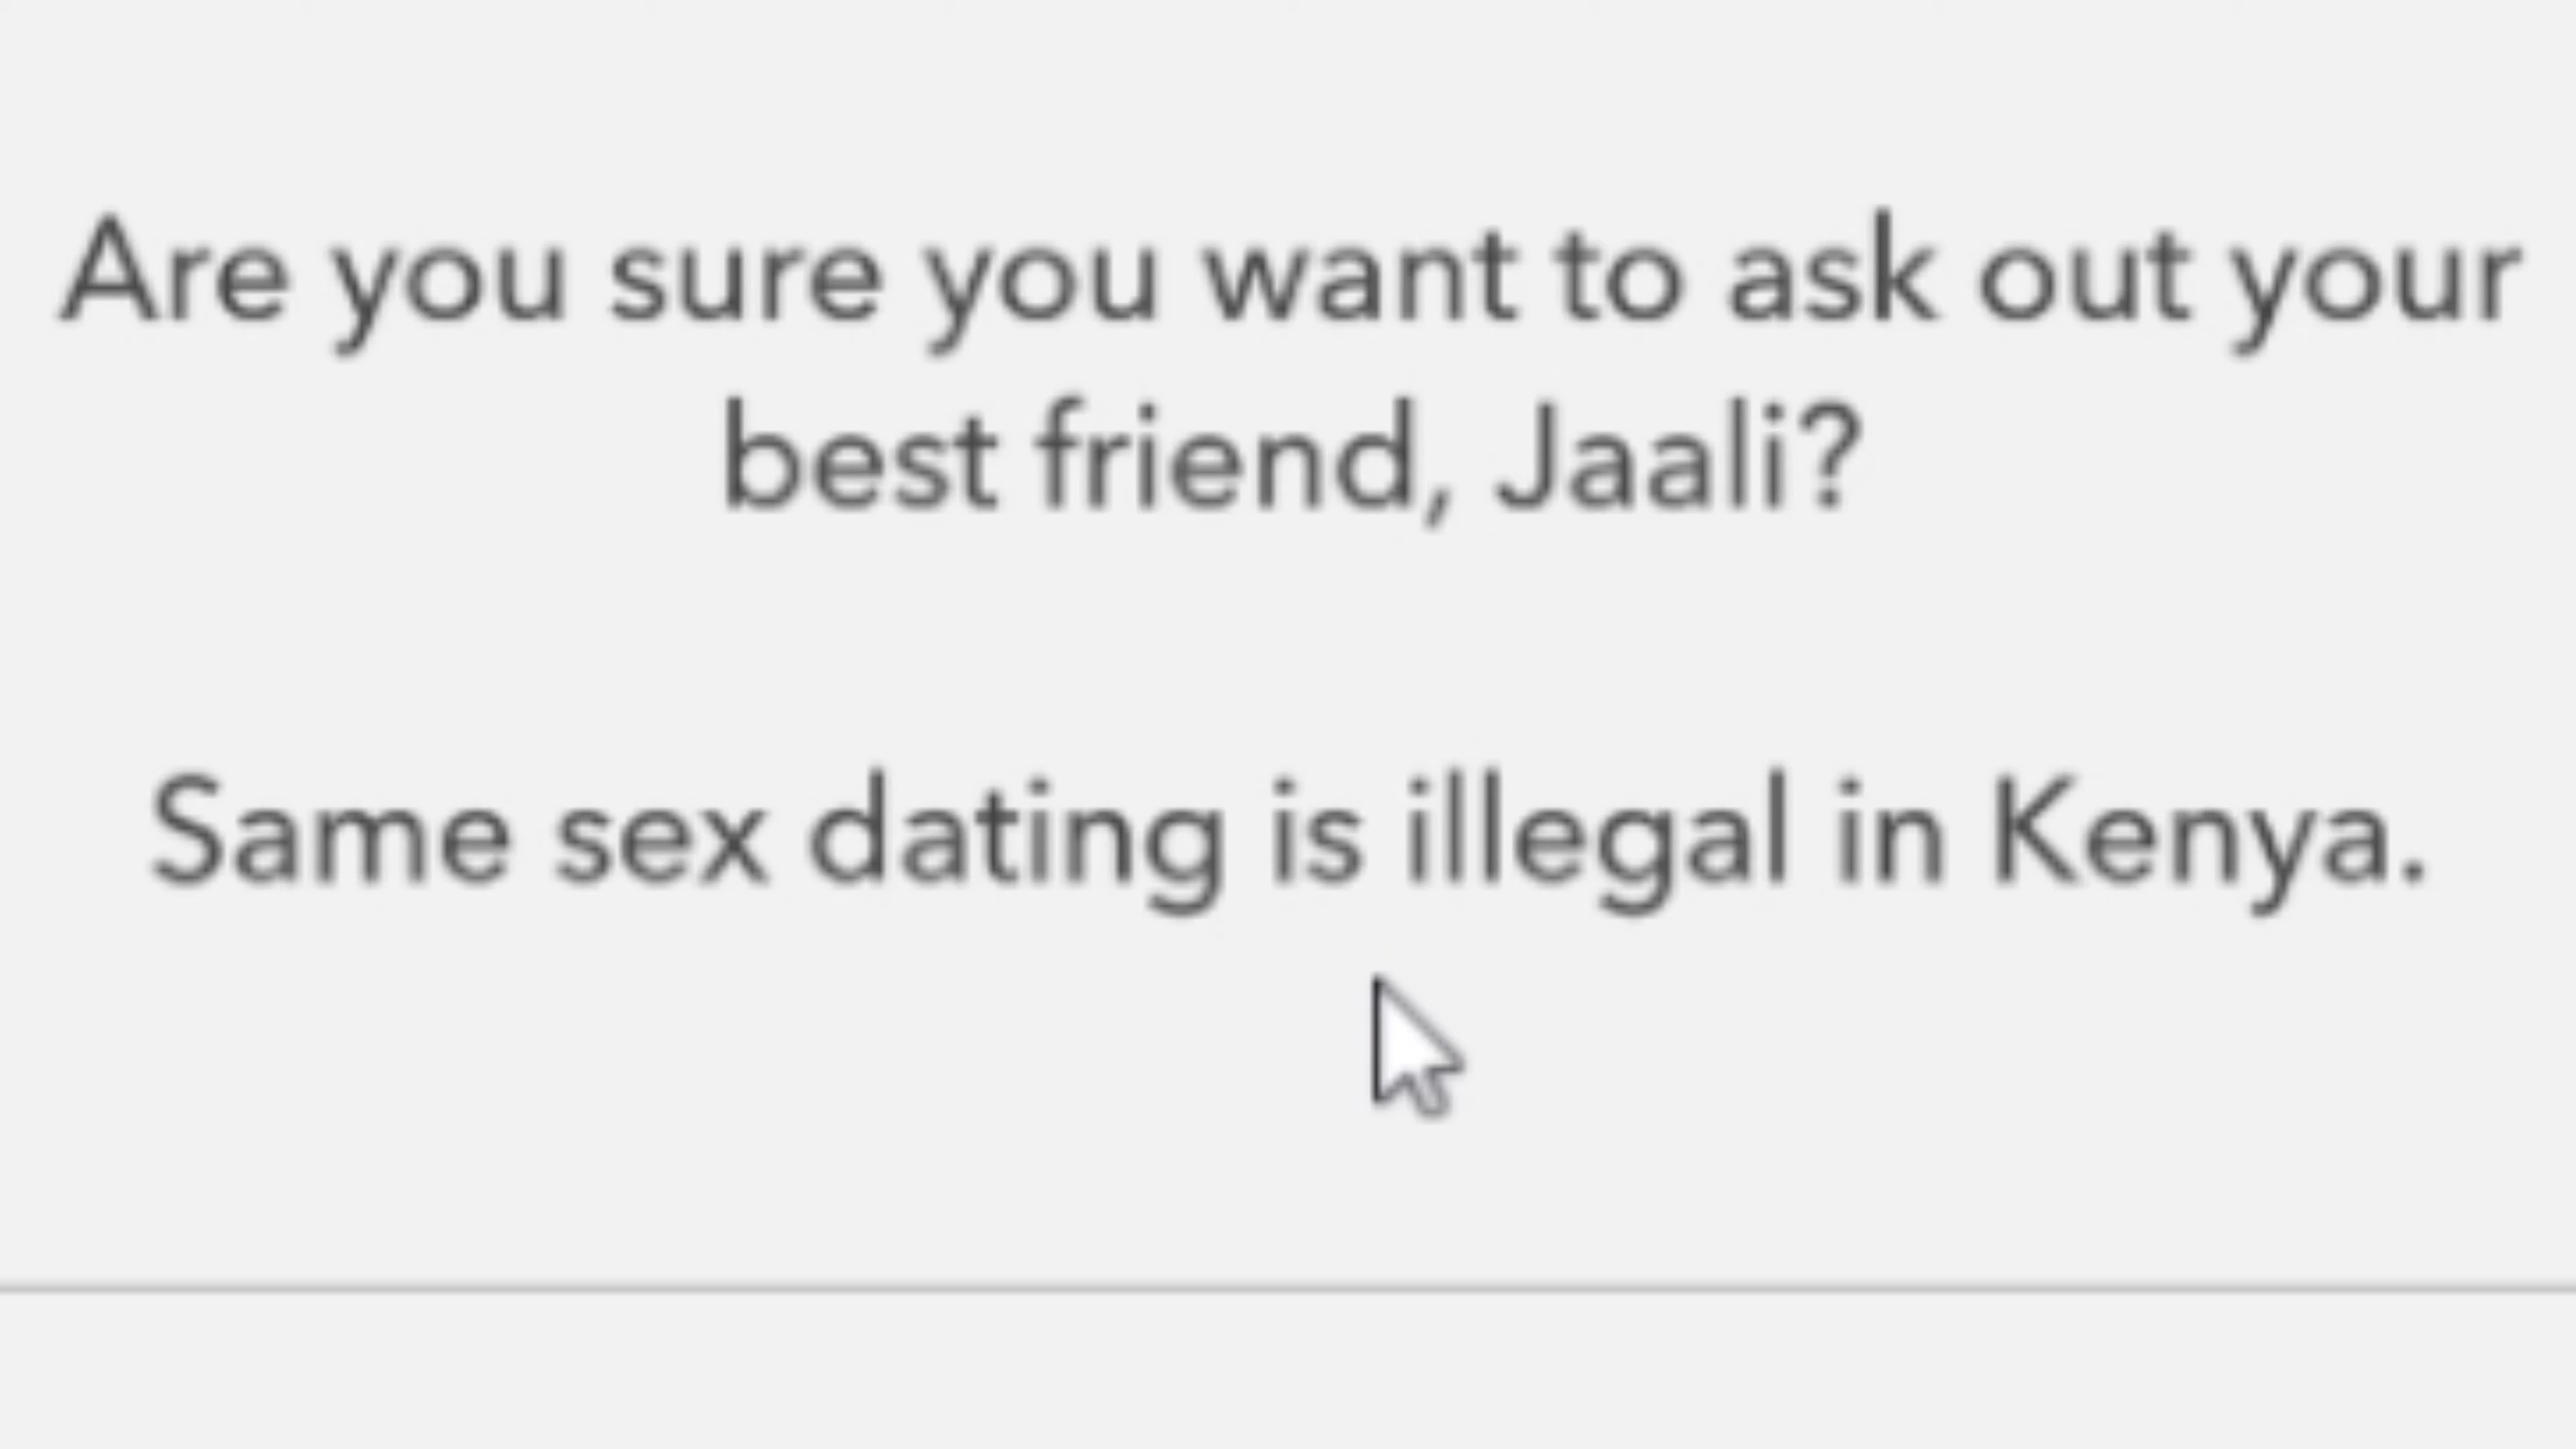 Are you sure you want to ask out your
best friend, Jaali?
Same sex dating is illegal in Kenya.